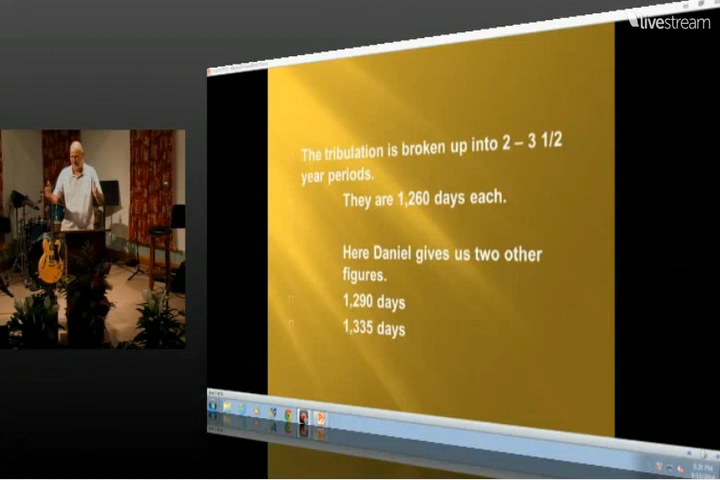 livestream
The tribulation is broken up into 2 – 3 1/2
year periods.
They are 1,260 days each.
Here Daniel gives us two other
figures.
1,290 days
1,335 days